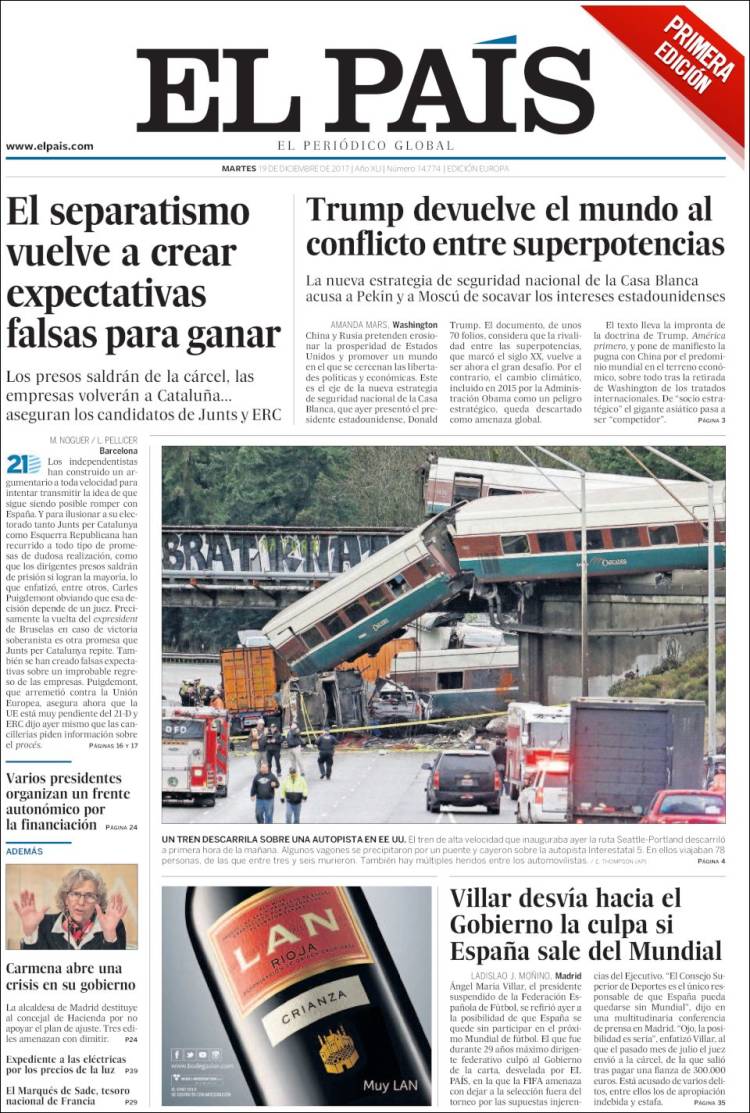 PRIMERA
EDICIÓN
EL PAÍS
www.elpais.com
EL PERIÓDICO GLOBAL
MARTES 19 DE DICIEMBRE DE 2017 | Año XLI | Número 14.774 | EDICIÓN EUROPA
El separatismo
vuelve a crear
expectativas
falsas para ganar
Los presos saldrán de la cárcel, las
empresas volverán a Cataluña...
aseguran los candidatos de Junts y ERC
M. NOGUER / L. PELLICER
Barcelona
21D
Los independentistas
han construido un ar-
gumentario a toda velocidad para
intentar transmitir la idea de que
sigue siendo posible romper con
España. Y para ilusionar a su elec-
torado tanto Junts per Catalunya
como Esquerra Republicana han
recurrido a todo tipo de prome-
sas de dudosa realización, como
que los dirigentes presos saldrán
de prisión si logran la mayoría, lo
que enfatizó, entre otros, Carles
Puigdemont obviando que esa de-
cisión depende de un juez. Preci-
samente la vuelta del expresident
de Bruselas en caso de victoria
soberanista es otra promesa que
Junts per Catalunya repite. Tam-
bién se han creado falsas expecta-
tivas sobre un improbable regre-
so de las empresas. Puigdemont,
que arremetió contra la Unión
Europea, asegura ahora que la
UE está muy pendiente del 21-D y
ERC dijo ayer mismo que las can-
cillerías piden información sobre
el procés. PÁGINAS 16 Y 17
Varios presidentes
organizan un frente
autonómico por
la financiación PÁGINA 24
ADEMÁS
Carmena abre una
crisis en su gobierno
La alcaldesa de Madrid destituye
al concejal de Hacienda por no
apoyar el plan de ajuste. Tres edi-
les amenazan con dimitir. P24
Expediente a las eléctricas
por los precios de la luz P39
El Marqués de Sade, tesoro
nacional de Francia P29
Trump devuelve el mundo al
conflicto entre superpotencias
La nueva estrategia de seguridad nacional de la Casa Blanca
acusa a Pekín y a Moscú de socavar los intereses estadounidenses
AMANDA MARS, Washington
China y Rusia pretenden erosio-
nar la prosperidad de Estados
Unidos y promover un mundo
en el que se cercenan las liberta-
des políticas y económicas. Este
es el eje de la nueva estrategia
de seguridad nacional de la Casa
Blanca, que ayer presentó el pre-
sidente estadounidense, Donald
Trump. El documento, de unos
70 folios, considera que la rivali-
dad entre las superpotencias,
que marcó el siglo XX, vuelve a
ser ahora el gran desafío. Por el
contrario, el cambio climático,
incluido en 2015 por la Adminis-
tración Obama como un peligro
estratégico, queda descartado
como amenaza global.
El texto lleva la impronta de
la doctrina de Trump, América
primero, y pone de manifiesto la
pugna con China por el predomi-
nio mundial en el terreno econó-
mico, sobre todo tras la retirada
de Washington de los tratados
internacionales. De “socio estra-
tégico” el gigante asiático pasa a
ser “competidor”. PÁGINA 3
CASCADES
DFD
UN TREN DESCARRILA SOBRE UNA AUTOPISTA EN EE UU. El tren de alta velocidad que inauguraba ayer la ruta Seattle-Portland descarriló
a primera hora de la mañana. Algunos vagones se precipitaron por un puente y cayeron sobre la autopista Interestatal 5. En ellos viajaban 78
personas, de las que entre tres y seis murieron. También hay múltiples heridos entre los automovilistas. / E. THOMPSON (AP) PÁGINA 4
LAN
RIOJA
CRIANZA
www.bodegaslan.com
Muy LAN
Villar desvía hacia el
Gobierno la culpa si
España sale del Mundial
LADISLAO J. MOÑINO, Madrid
Ángel María Villar, el presidente
suspendido de la Federación Es-
pañola de Fútbol, se refirió ayer a
la posibilidad de que España se
quede sin participar en el próxi-
mo Mundial de fútbol. El que fue
durante 29 años máximo dirigen-
te federativo culpó al Gobierno
de la carta, desvelada por EL
PAÍS, en la que la FIFA amenaza
con dejar a la selección fuera del
torneo por las supuestas injeren-
cias del Ejecutivo. “El Consejo Su-
perior de Deportes es el único res-
ponsable de que España pueda
quedarse sin Mundial”, dijo en
una multitudinaria conferencia
de prensa en Madrid. “Ojo, la posi-
bilidad es seria”, enfatizó Villar, al
que el pasado mes de julio el juez
envió a la cárcel, de la que salió
tras pagar una fianza de 300.000
euros. Está acusado de varios deli-
tos, entre ellos los de apropiación
indebida y estafa. PÁGINA 35